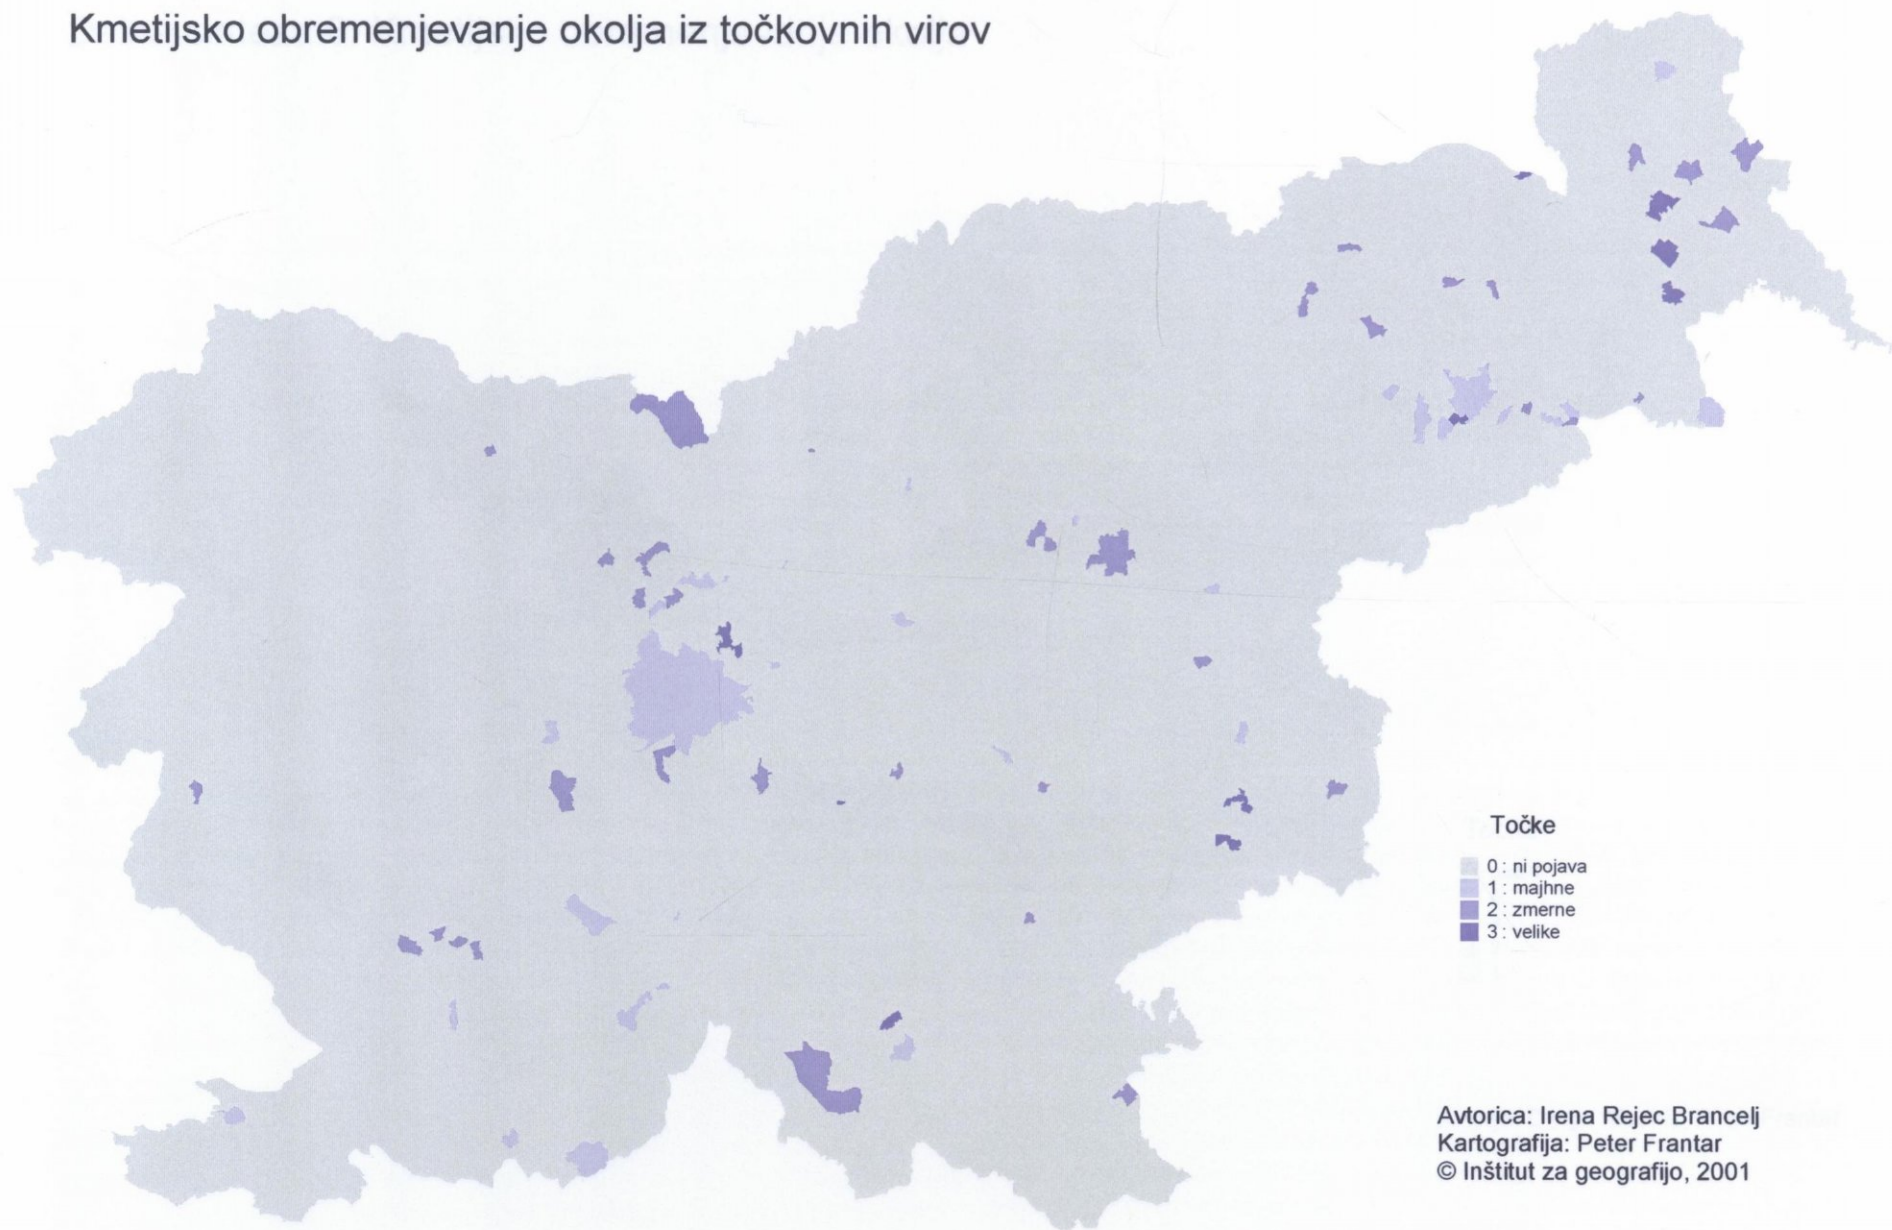 Kmetijsko obremenjevanje okolja iz točkovnih virov
Točke
0 : ni pojava
1 : majhne
2 : zmerne
3 : velike
Avtorica: Irena Rejec Brancelj
Kartografija: Peter Frantar
© Inštitut za geografijo, 2001